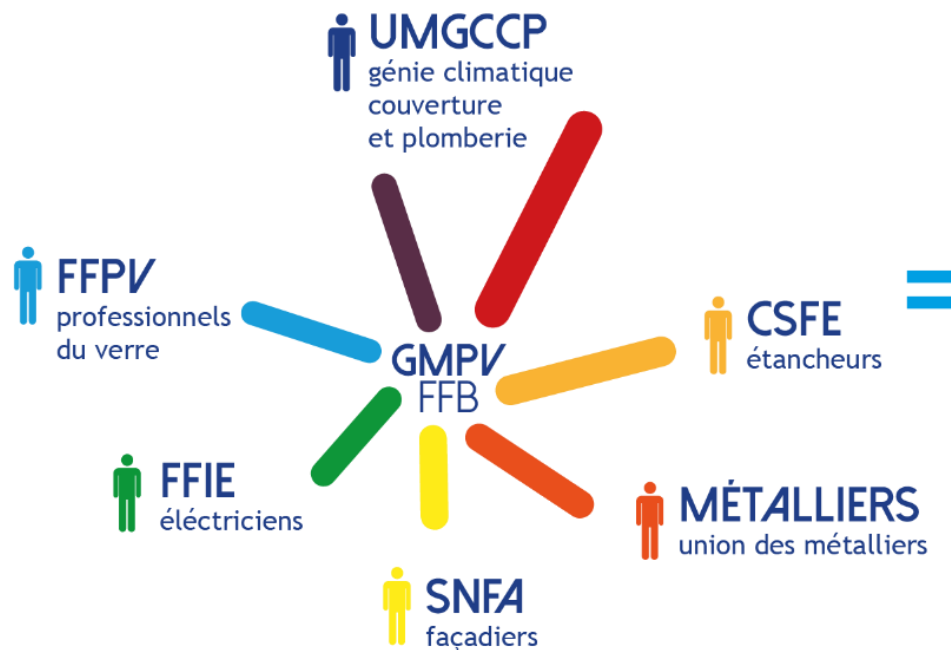 UMGCCP
génie climatique
couverture
et plomberie
FFPV
professionnels
du verre
GMPV
FFB
CSFE
étancheurs
FFIE
éléctriciens
MÉTALLIERS
union des métalliers
SNFA
façadiers